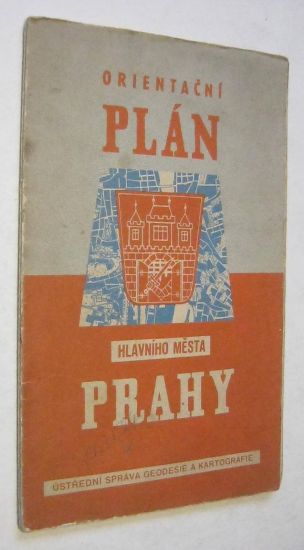 ORIENTAČNÍ
PLÁN
HLAVNÍHO MĚSTA
PRAHY
ÚSTŘEDNÍ SPRÁVA GEODESIE A KARTOGRAFIE